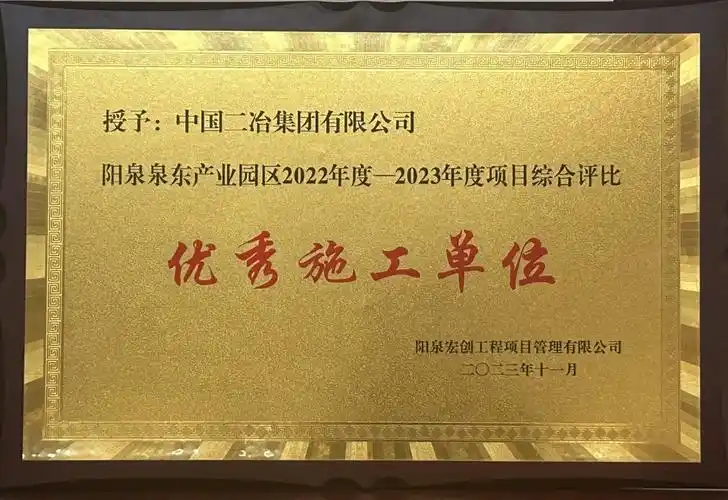 授予：中国二冶集团有限公司
阳泉泉东产业园区2022年度—2023年度项目综合评比
优秀施工单位
阳泉宏创工程项目管理有限公司
二〇二三年十一月